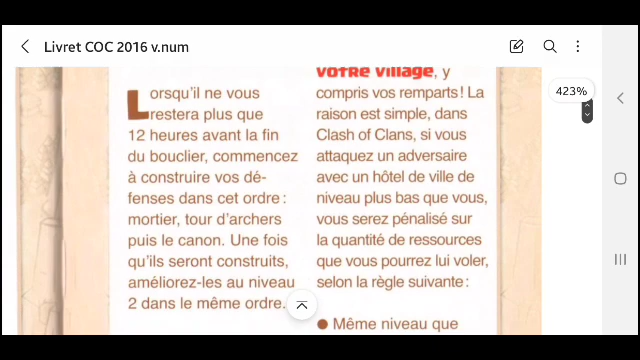 Livret COC 2016 v.num
423%
Lorsqu'il ne vous
restera plus que
12 heures avant la fin
du bouclier, commencez
à construire vos dé-
fenses dans cet ordre :
mortier, tour d'archers
puis le canon. Une fois
qu'ils seront construits,
améliorez-les au niveau
2 dans le même ordre.
votre village, y
compris vos remparts ! La
raison est simple, dans
Clash of Clans, si vous
attaquez un adversaire
avec un hôtel de ville de
niveau plus bas que vous,
vous serez pénalisé sur
la quantité de ressources
que vous pourrez lui voler,
selon la règle suivante :
● Même niveau que